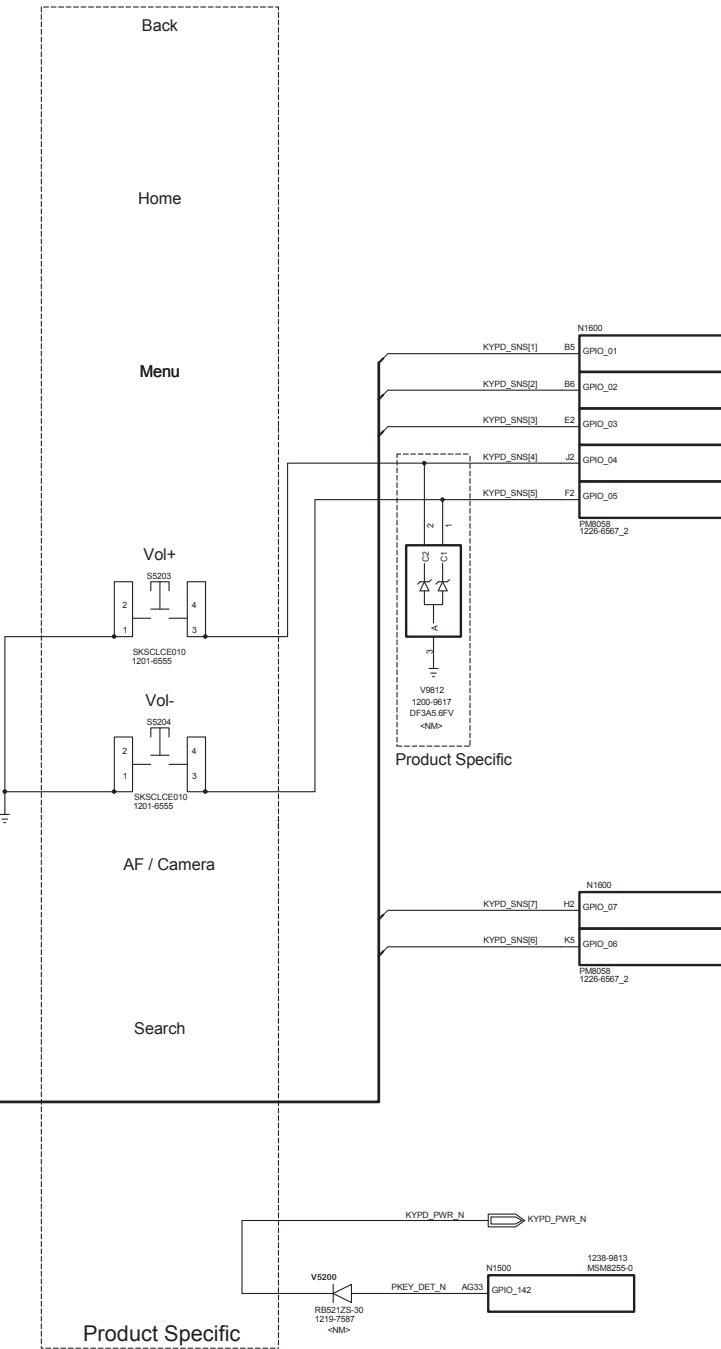 Back
Home
Menu
N1600
KYPD_SNS[1] B5 GPIO_01
KYPD_SNS[2] B6 GPIO_02
KYPD_SNS[3] E2 GPIO_03
KYPD_SNS[4] J2 GPIO_04
KYPD_SNS[5] F2 GPIO_05
PM8058
1226-6567_2
2 1
C2 C1
A
3
V9812
1200-9617
DF3A5.6FV
<NM>
Product Specific
Vol+
S5203
2 4
1 3
SKSCLCE010
1201-6555
Vol-
S5204
2 4
1 3
SKSCLCE010
1201-6555
AF / Camera
N1600
KYPD_SNS[7] H2 GPIO_07
KYPD_SNS[6] K5 GPIO_06
PM8058
1226-6567_2
Search
KYPD_PWR_N KYPD_PWR_N
1238-9813
N1500 MSM8255-0
V5200 PKEY_DET_N AG33 GPIO_142
RB521ZS-30
1219-7587
<NM>
Product Specific